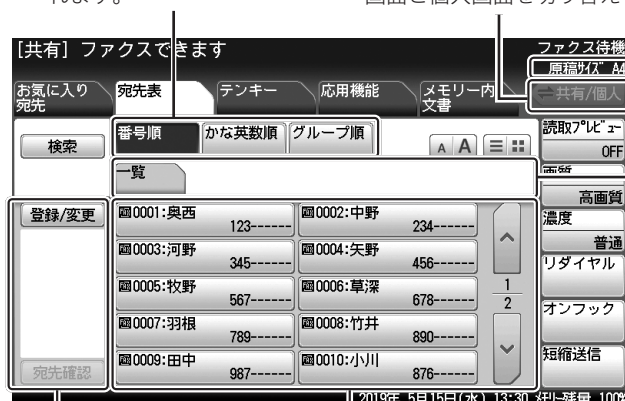 れます。
画面と個人画面を切り替え
[共有] ファクスできます
ファクス待機
原稿ｻｲｽﾞ A4
お気に入り
宛先
宛先表
テンキー
応用機能
メモリー内
文書
共有/個人
検索
番号順
かな英数順
グループ順
A A
読取ﾌﾟﾚﾋﾞｭｰ
OFF
一覧
画質
高画質
登録/変更
0001:奥西
123------
0002:中野
234------
濃度
普通
0003:河野
345------
0004:矢野
456------
リダイヤル
0005:牧野
567------
0006:草深
678------
1
2
オンフック
0007:羽根
789------
0008:竹井
890------
短縮送信
0009:田中
987------
0010:小川
876------
宛先確認
2019年 5月15日(水) 13:30 ﾒﾓﾘｰ残量 100%